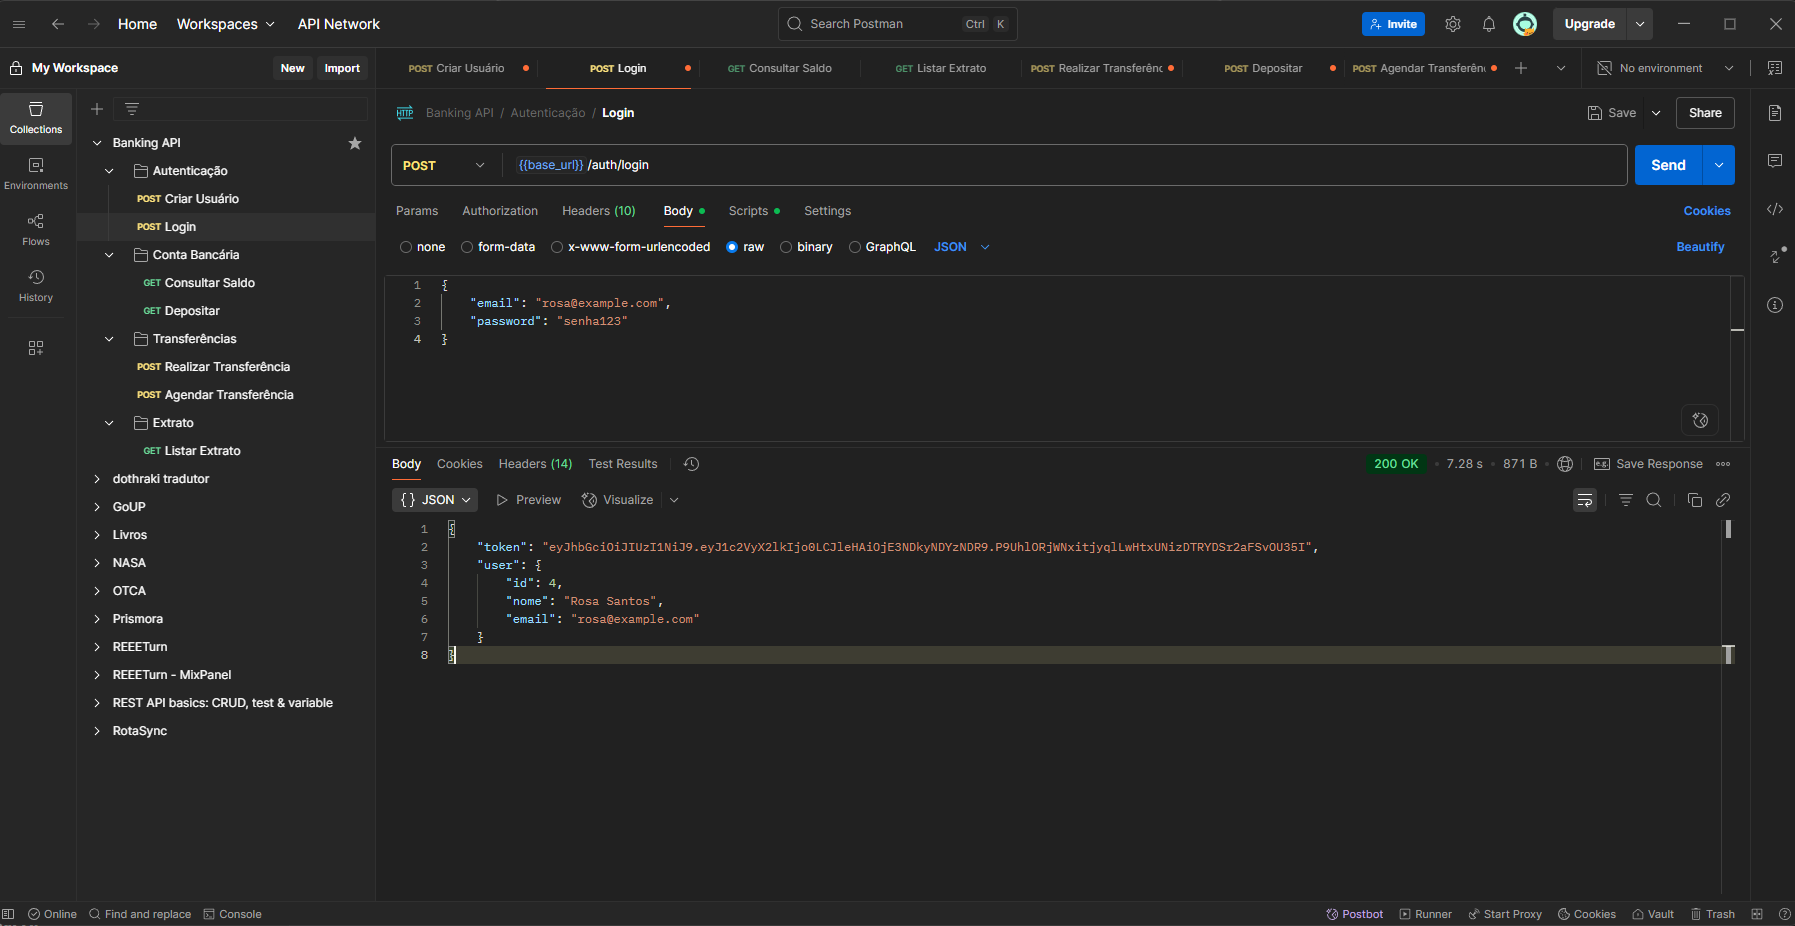 Home Workspaces API Network Search Postman Ctrl K Invite Upgrade
My Workspace New Import POST Criar Usuário POST Login GET Consultar Saldo GET Listar Extrato POST Realizar Transferênc POST Depositar POST Agendar Transferên No environment
Collections
Environments
Flows
History
Banking API
Autenticação
POST Criar Usuário
POST Login
Conta Bancária
GET Consultar Saldo
GET Depositar
Transferências
POST Realizar Transferência
POST Agendar Transferência
Extrato
GET Listar Extrato
dothraki tradutor
GoUP
Livros
NASA
OTCA
Prismora
REEETurn
REEETurn - MixPanel
REST API basics: CRUD, test & variable
RotaSync
HTTP Banking API / Autenticação / Login Save Share
POST {{base_url}} /auth/login Send
Params Authorization Headers (10) Body Scripts Settings Cookies
none form-data x-www-form-urlencoded raw binary GraphQL JSON Beautify
1 {
2 "email": "rosa@example.com",
3 "password": "senha123"
4 }
Body Cookies Headers (14) Test Results 200 OK 7.28 s 871 B e.g. Save Response
{ } JSON Preview Visualize
1 {
2 "token": "eyJhbGciOiJIUzI1NiJ9.eyJ1c2VyX2lkIjo0LCJleHAiOjE3NDkyNDYzNDR9.P9UhlORjWNxitjyqlLwHtxUNizDTRYDSr2aFSvOU35I",
3 "user": {
4 "id": 4,
5 "nome": "Rosa Santos",
6 "email": "rosa@example.com"
7 }
8 }
Online Find and replace Console Postbot Runner Start Proxy Cookies Vault Trash